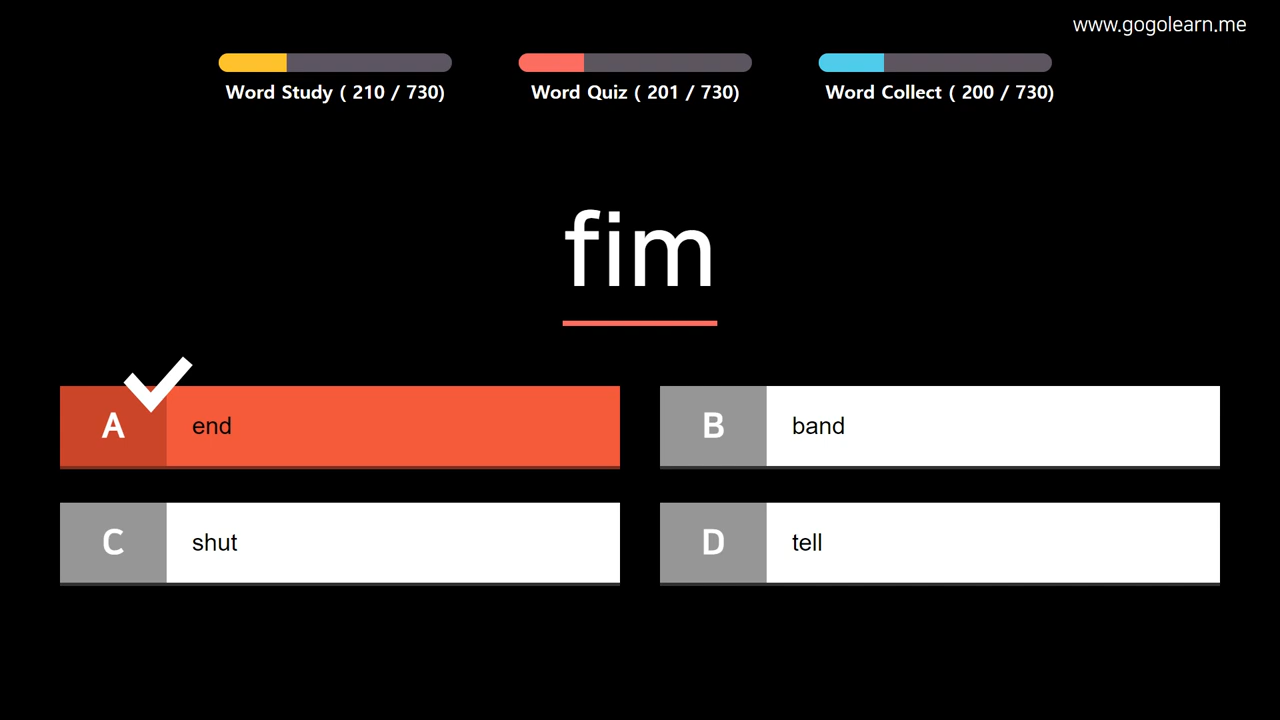 www.gogolearn.me
Word Study ( 210 / 730)
Word Quiz ( 201 / 730)
Word Collect ( 200 / 730)
fim
A end
B band
C shut
D tell